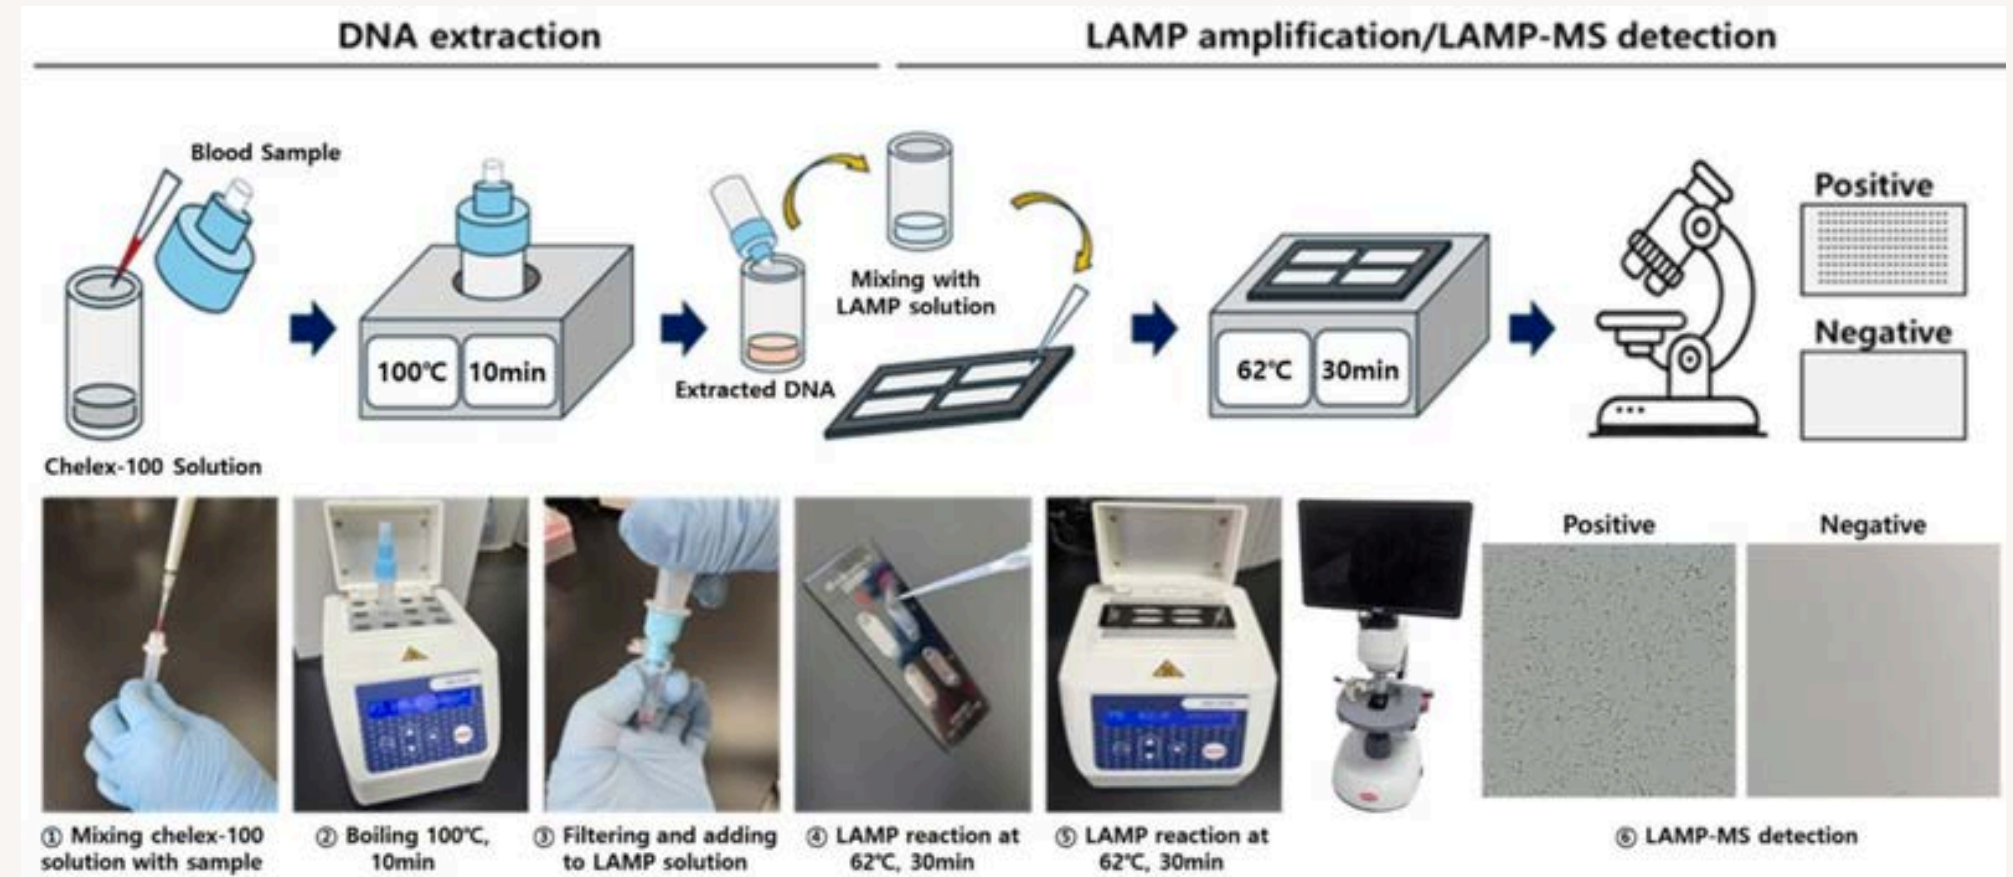 DNA extraction
LAMP amplification/LAMP-MS detection
Blood Sample
Chelex-100 Solution
100℃
10min
Extracted DNA
Mixing with
LAMP solution
62℃
30min
Positive
Negative
Positive
Negative
① Mixing chelex-100
solution with sample
② Boiling 100℃,
10min
③ Filtering and adding
to LAMP solution
④ LAMP reaction at
62℃, 30min
⑤ LAMP reaction at
62℃, 30min
⑥ LAMP-MS detection